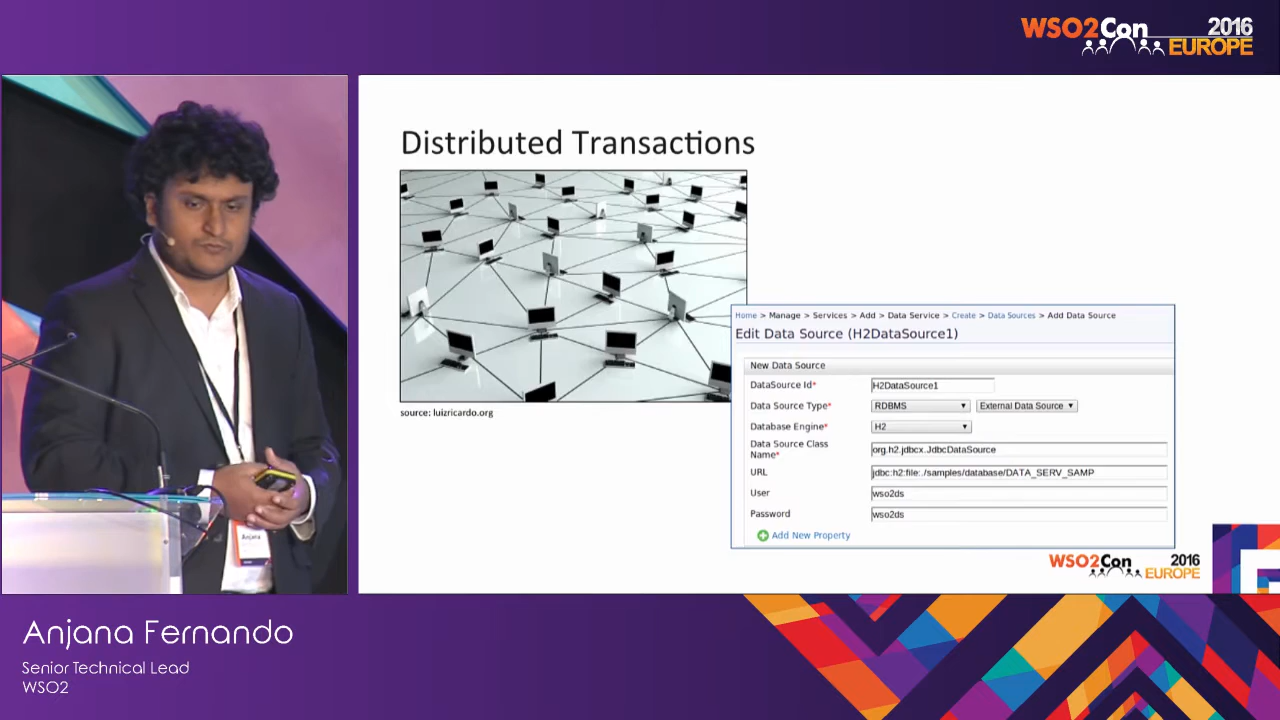 WSO2Con 2016
EUROPE
Distributed Transactions
source: luizricardo.org
Home > Manage > Services > Add > Data Service > Create > Data Sources > Add Data Source
Edit Data Source (H2DataSource1)
New Data Source
DataSource Id* H2DataSource1
Data Source Type* RDBMS External Data Source
Database Engine* H2
Data Source Class
Name* org.h2.jdbcx.JdbcDataSource
URL jdbc:h2:file:./samples/database/DATA_SERV_SAMP
User wso2ds
Password wso2ds
Add New Property
WSO2Con 2016
EUROPE
Anjana
Anjana Fernando
Senior Technical Lead
WSO2